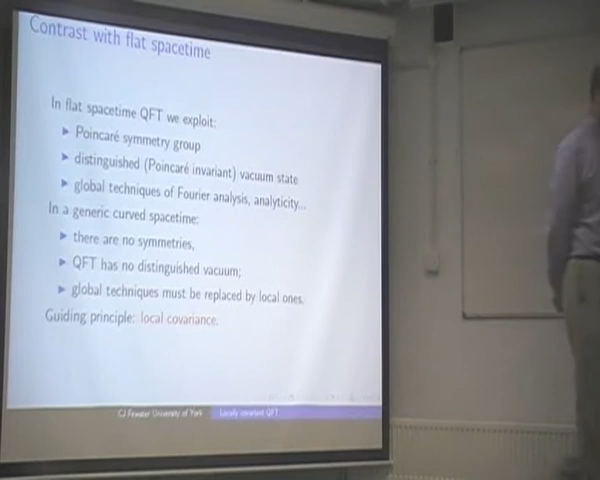 Contrast with flat spacetime
In flat spacetime QFT we exploit:
▶ Poincaré symmetry group
▶ distinguished (Poincaré invariant) vacuum state
▶ global techniques of Fourier analysis, analyticity...
In a generic curved spacetime:
▶ there are no symmetries,
▶ QFT has no distinguished vacuum;
▶ global techniques must be replaced by local ones.
Guiding principle: local covariance.
CJ Fewster University of York
Locally covariant QFT